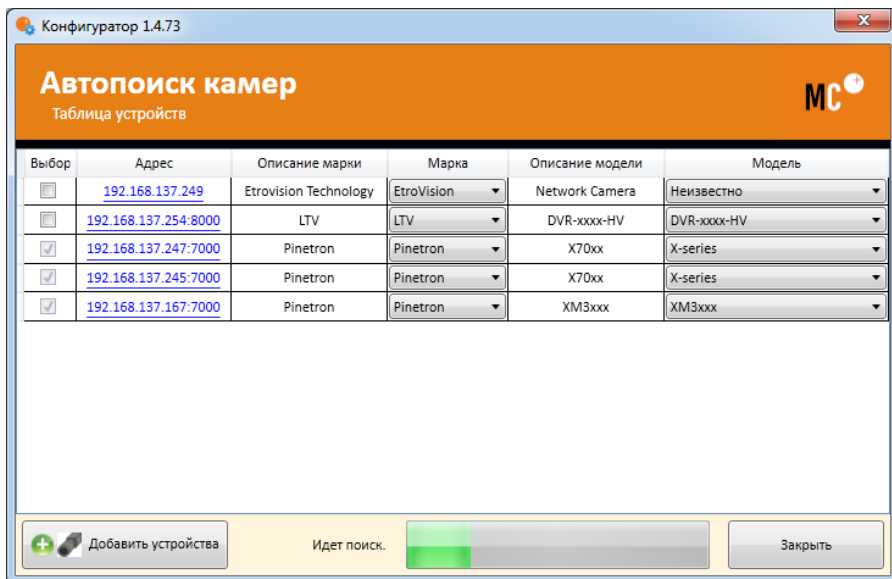 Конфигуратор 1.4.73
Автопоиск камер
Таблица устройств
MC+
Выбор Адрес Описание марки Марка Описание модели Модель
192.168.137.249 Etrovision Technology EtroVision Network Camera Неизвестно
192.168.137.254:8000 LTV LTV DVR-xxxx-HV DVR-xxxx-HV
192.168.137.247:7000 Pinetron Pinetron X70xx X-series
192.168.137.245:7000 Pinetron Pinetron X70xx X-series
192.168.137.167:7000 Pinetron Pinetron XM3xxx XM3xxx
Добавить устройства Идет поиск. Закрыть